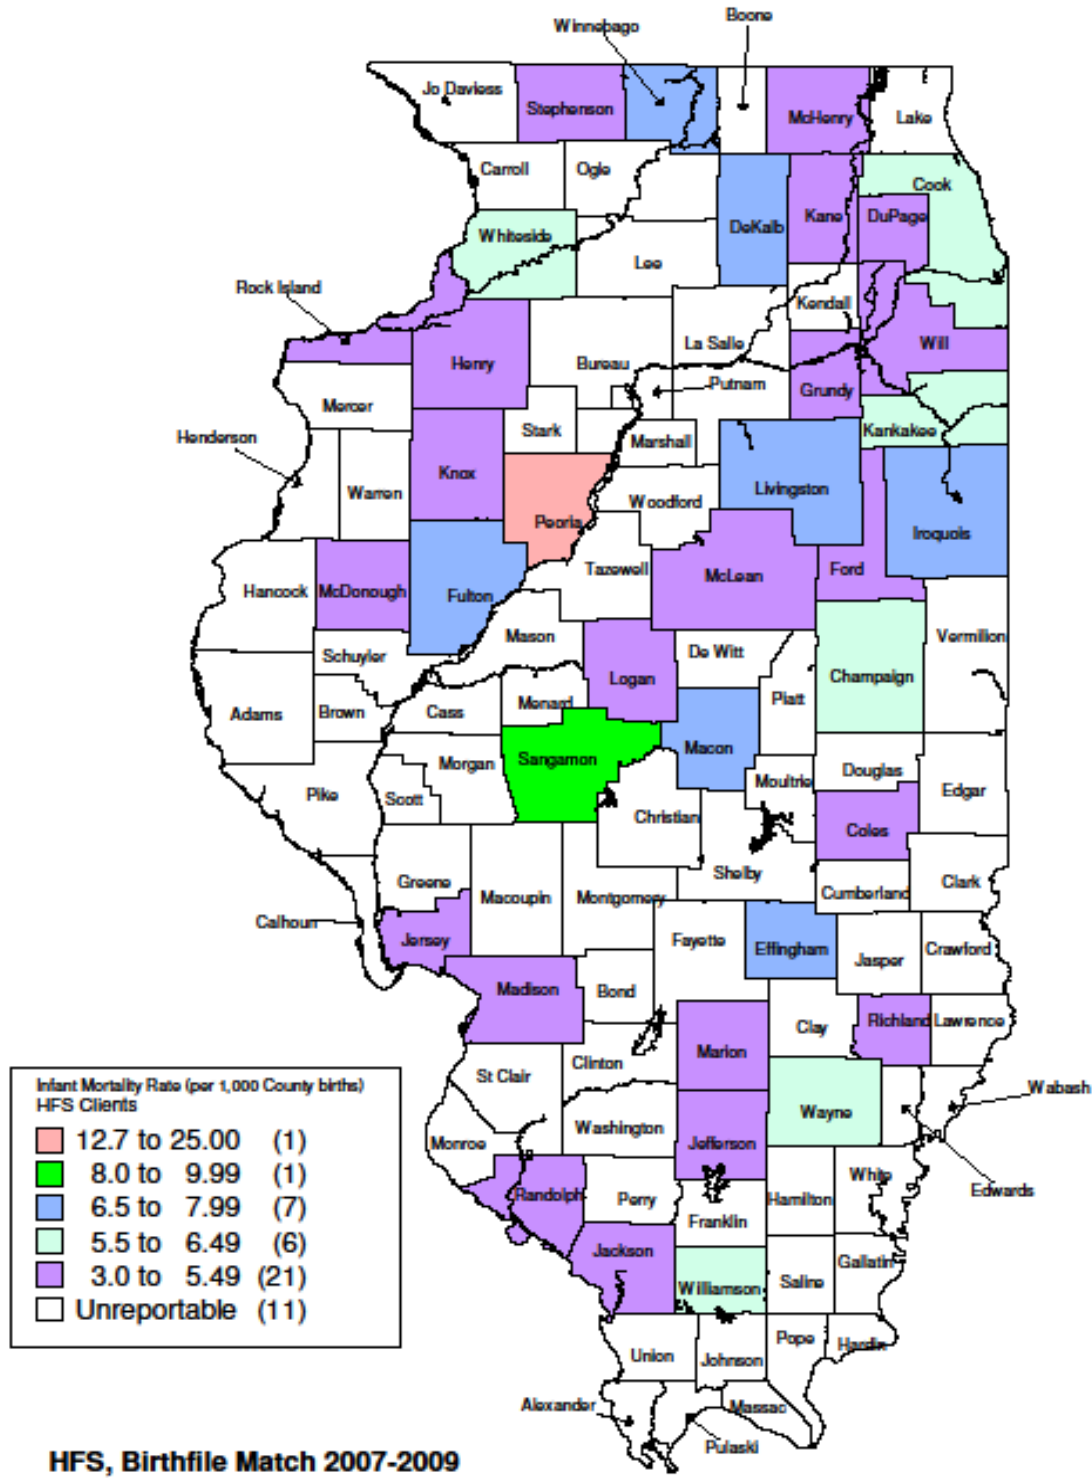 Boone
Winnebago
Jo Daviess
Stephenson
McHenry
Lake
Carroll
Ogle
Cook
Kane
DuPage
DeKalb
Whiteside
Lee
Rock Island
Kendall
La Salle
Will
Henry
Bureau
Putnam
Grundy
Mercer
Stark
Kankakee
Henderson
Marshall
Knox
Warren
Livingston
Woodford
Peoria
Iroquois
Tazewell
McLean
Ford
Hancock
McDonough
Fulton
Mason
Vermilion
De Witt
Schuyler
Logan
Champaign
Piatt
Menard
Adams
Brown
Cass
Macon
Sangamon
Morgan
Douglas
Moultrie
Edgar
Pike
Scott
Christian
Coles
Shelby
Greene
Clark
Cumberland
Macoupin
Montgomery
Calhoun
Jersey
Fayette
Effingham
Crawford
Jasper
Madison
Bond
Richland
Lawrence
Clay
Marion
Clinton
St Clair
Wabash
Wayne
Washington
Monroe
Jefferson
White
Edwards
Randolph
Perry
Hamilton
Franklin
Jackson
Gallatin
Williamson
Saline
Pope
Hardin
Union
Johnson
Alexander
Massac
Pulaski
Infant Mortality Rate (per 1,000 County births)
HFS Clients
12.7 to 25.00 (1)
8.0 to 9.99 (1)
6.5 to 7.99 (7)
5.5 to 6.49 (6)
3.0 to 5.49 (21)
Unreportable (11)
HFS, Birthfile Match 2007-2009